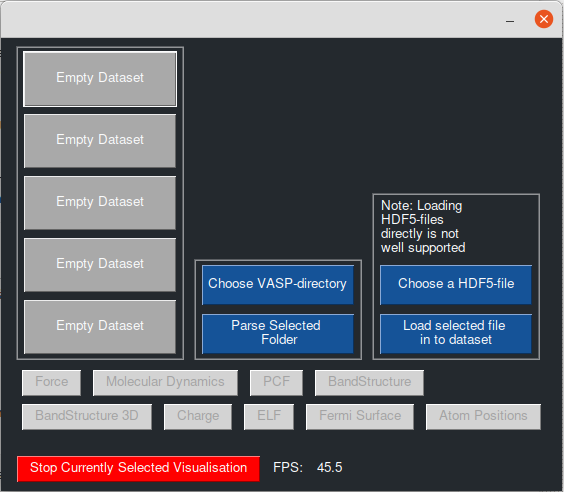 Empty Dataset
Empty Dataset
Empty Dataset
Empty Dataset
Empty Dataset
Choose VASP-directory
Parse Selected
Folder
Note: Loading
HDF5-files
directly is not
well supported
Choose a HDF5-file
Load selected file
in to dataset
Force
Molecular Dynamics
PCF
BandStructure
BandStructure 3D
Charge
ELF
Fermi Surface
Atom Positions
Stop Currently Selected Visualisation
FPS: 45.5